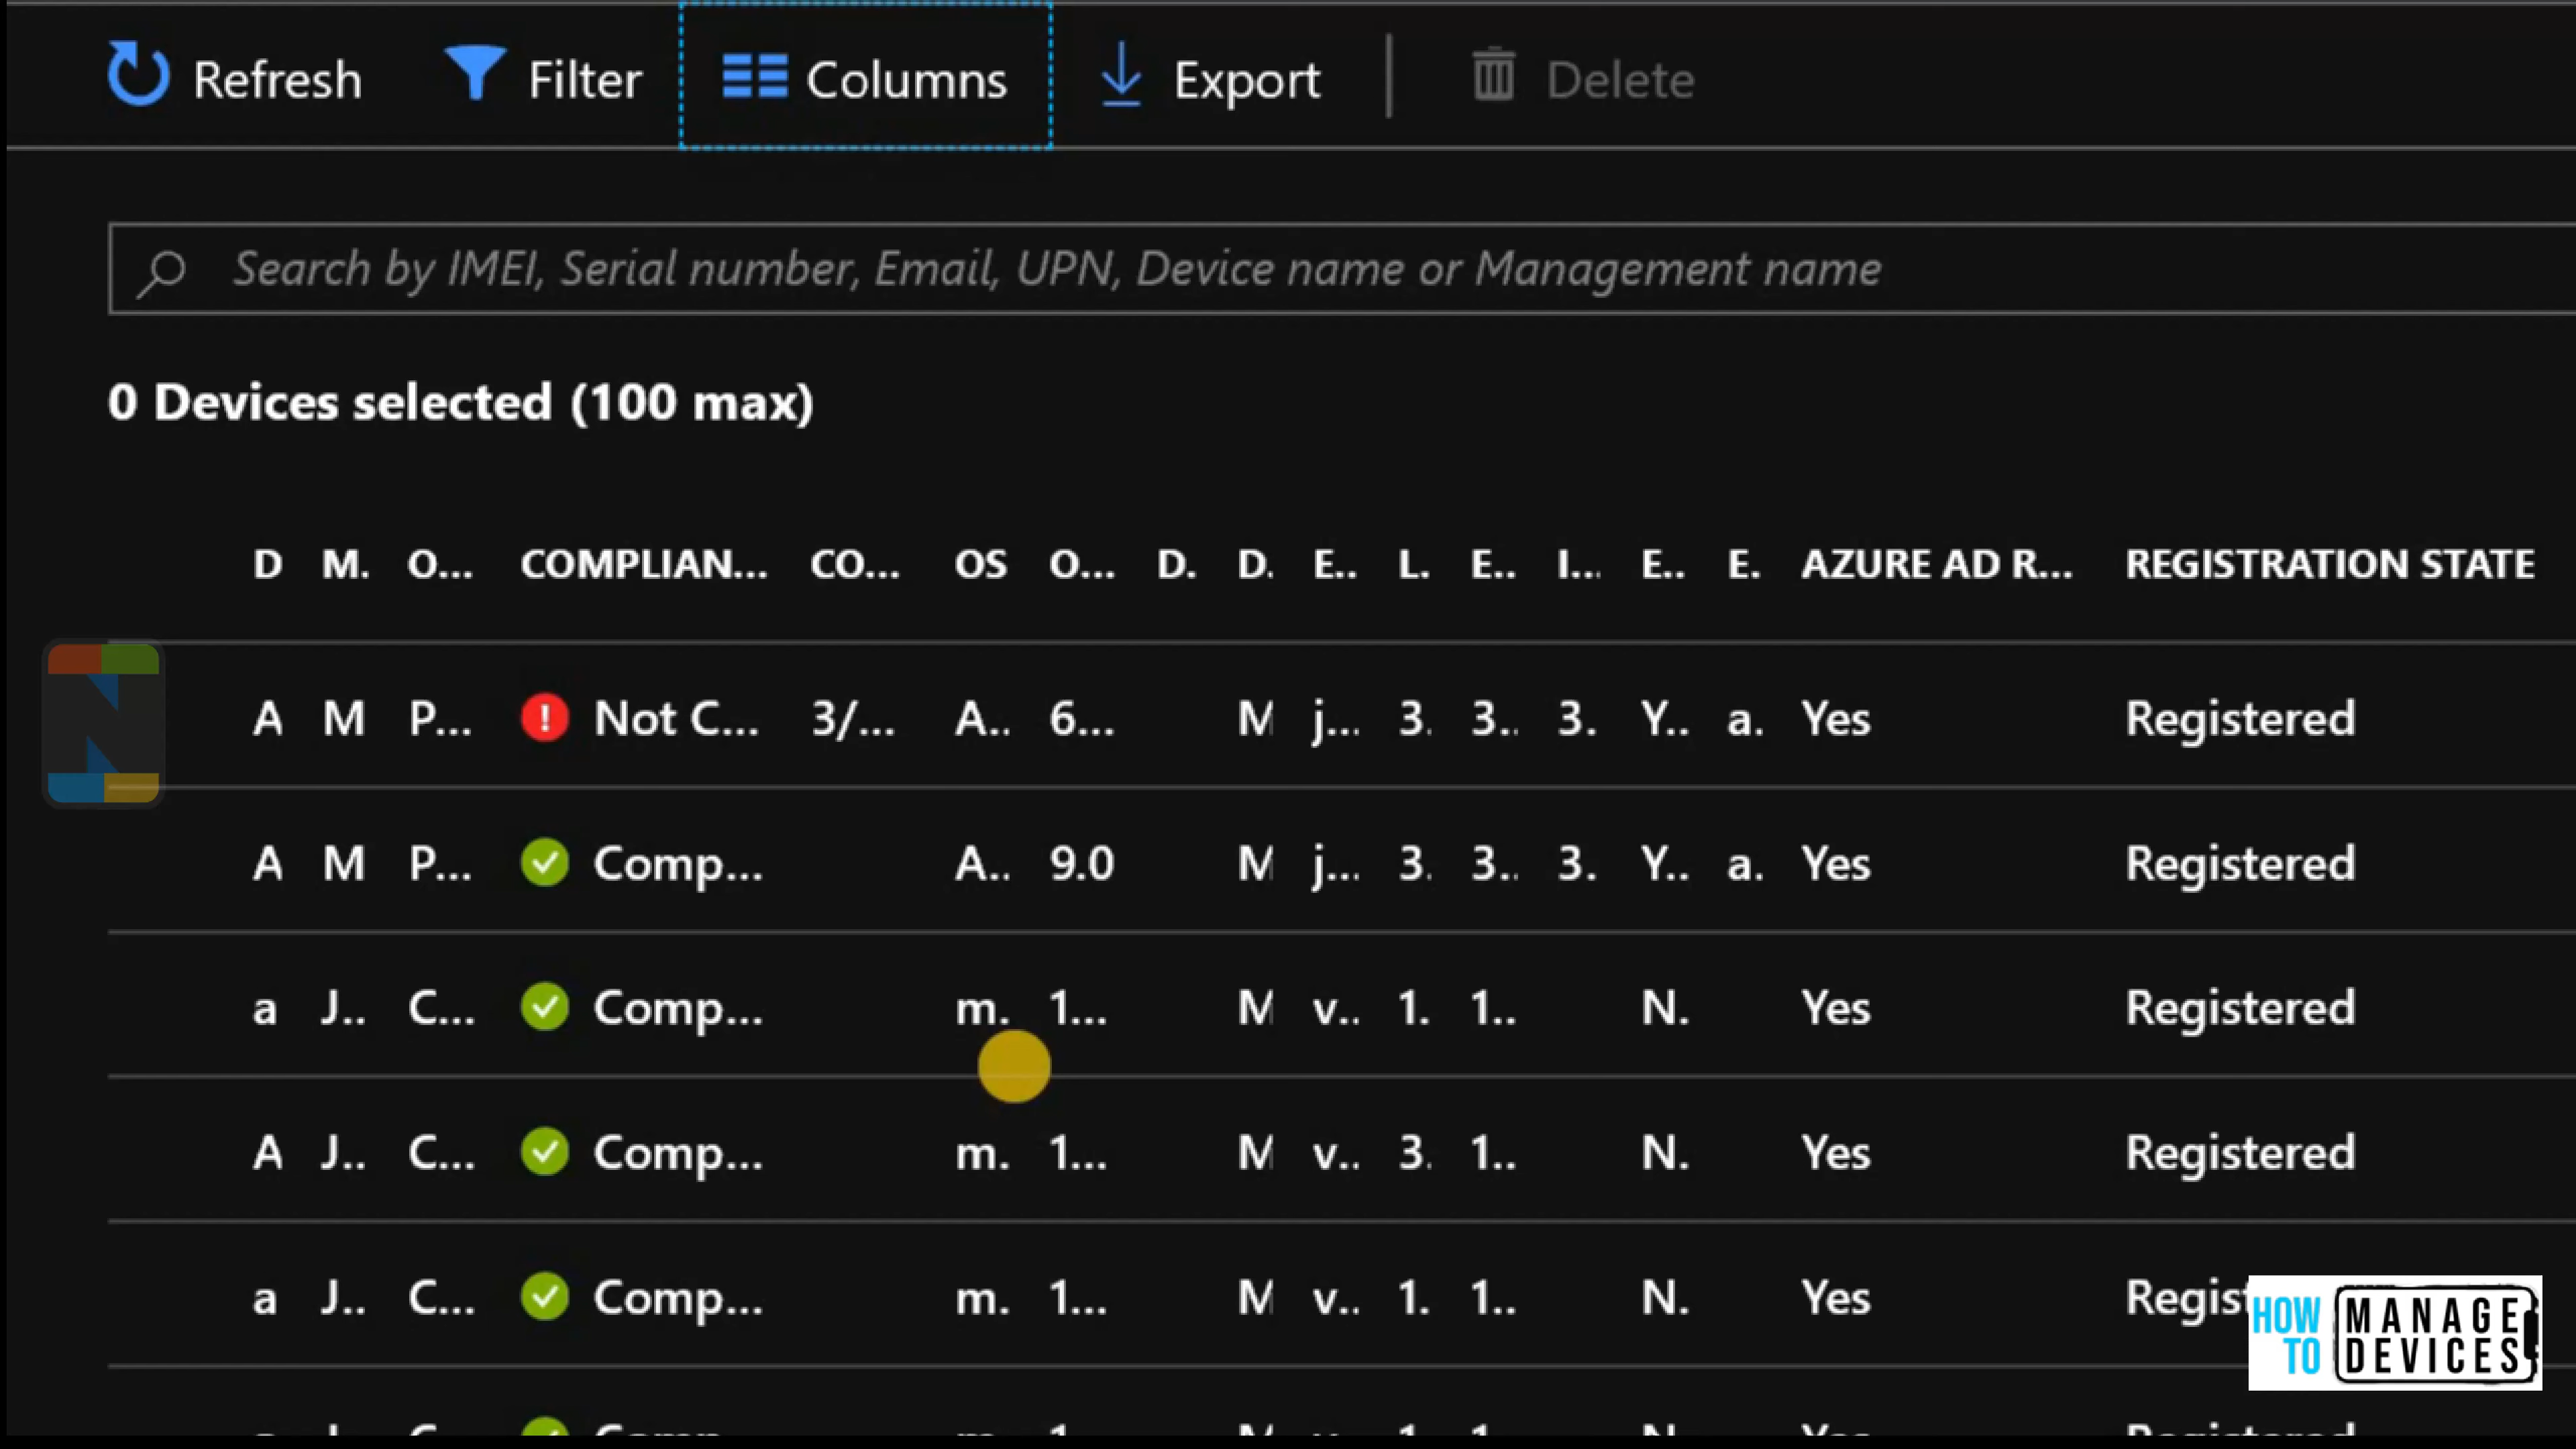 Refresh Filter Columns Export Delete
Search by IMEI, Serial number, Email, UPN, Device name or Management name
0 Devices selected (100 max)
D M. O... COMPLIAN... CO... OS O... D. D. E.. L. E.. I... E.. E. AZURE AD R... REGISTRATION STATE
A M P... Not C... 3/... A.. 6... M j... 3. 3.. 3. Y.. a. Yes Registered
A M P... Comp... A.. 9.0 M j... 3. 3.. 3. Y.. a. Yes Registered
a J.. C... Comp... m. 1... M v.. 1. 1.. N. Yes Registered
A J.. C... Comp... m. 1... M v.. 3. 1.. N. Yes Registered
a J.. C... Comp... m. 1... M v.. 1. 1.. N. Yes Regist
HOW TO MANAGE DEVICES